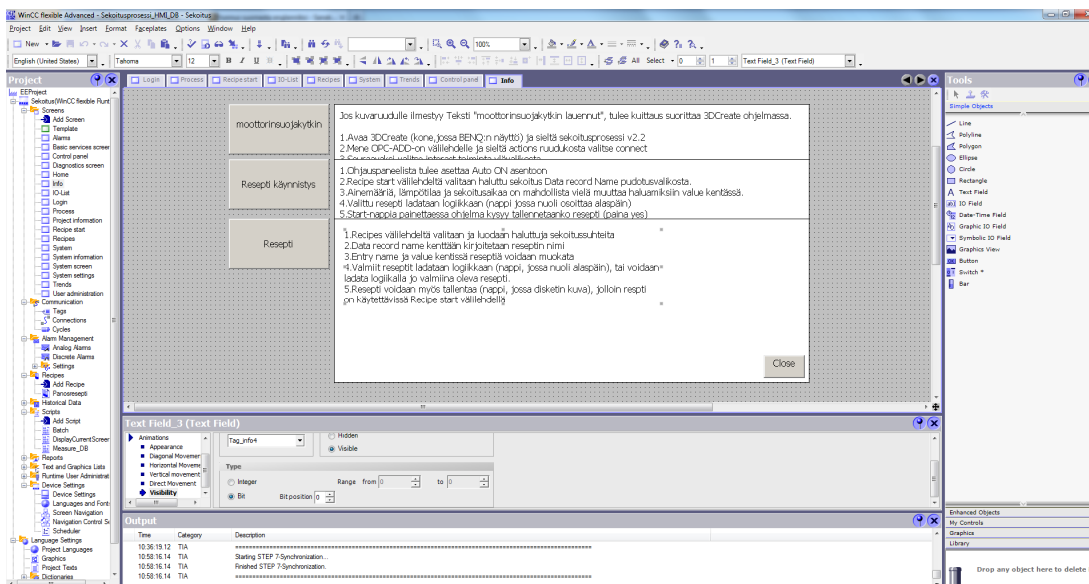 WinCC flexible Advanced - Sekoitusprosessi_HMI_DB - Sekoitus
Project Edit View Insert Format Faceplates Options Window Help
New 100%
English (United States) Tahoma 12 B I U All Select 0 1 Text Field_3 (Text Field)
Project
EEProject
Sekoitus(WinCC flexible Runt
Screens
Add Screen
Template
Alarms
Basic services screen
Control panel
Diagnostics screen
Home
Info
IO-List
Login
Process
Project information
Recipe start
Recipes
System
System information
System screen
System settings
Trends
User administration
Communication
Tags
Connections
Cycles
Alarm Management
Analog Alarms
Discrete Alarms
Settings
Recipes
Add Recipe
Panosresepti
Historical Data
Scripts
Add Script
Batch
DisplayCurrentScreen
Measure_DB
Reports
Text and Graphics Lists
Runtime User Administrat
Device Settings
Device Settings
Languages and Fonts
Screen Navigation
Navigation Control Se
Scheduler
Language Settings
Project Languages
Graphics
Project Texts
Dictionaries
Login Process Recipe start IO-List Recipes System Trends Control panel Info
moottorinsuojakytkin
Jos kuvaruudulle ilmestyy Teksti "moottorinsuojakytkin lauennut", tulee kuittaus suorittaa 3DCreate ohjelmassa.
1.Avaa 3DCreate (kone,jossa BENQ:n näyttö) ja sieltä sekoitusprosessi v2.2
2.Mene OPC-ADD-on välilehdelle ja sieltä actions ruudukosta valitse connect
Resepti käynnistys
1.Ohjauspaneelista tulee asettaa Auto ON asentoon
2.Recipe start välilehdeltä valitaan haluttu sekoitus Data record Name pudotusvalikosta.
3.Ainemääriä, lämpötilaa ja sekoitusaikaa on mahdollista vielä muuttaa haluamiksiin value kentässä.
4.Valittu resepti ladataan logiikkaan (nappi jossa nuoli osoittaa alaspäin)
5.Start-nappia painettaessa ohjelma kysyy tallennetaanko resepti (paina yes)
Resepti
1.Recipes välilehdeltä valitaan ja luodaan haluttuja sekoitussuhteita
2.Data record name kenttään kirjoitetaan reseptin nimi
3.Entry name ja value kentissä reseptiä voidaan muokata
4.Valmiit reseptit ladataan logiikkaan (nappi, jossa nuoli alaspäin), tai voidaan
ladata logiikalla jo valmiina oleva resepti.
5.Resepti voidaan myös tallentaa (nappi, jossa disketin kuva), jolloin respti
on käytettävissä Recipe start välilehdellä
Close
Text Field_3 (Text Field)
Animations
Appearance
Diagonal Movemer
Horizontal Moveme
Vertical movement
Direct Movement
Visibility
Tag_info4
Hidden
Visible
Type
Integer Range from 0 to 0
Bit Bit position 0
Output
Time Category Description
10:36:19.12 TIA
10:58:16.14 TIA Starting STEP 7-Synchronization...
10:58:16.14 TIA Finished STEP 7-Synchronization.
10:58:16.14 TIA
Tools
Simple Objects
Line
Polyline
Polygon
Ellipse
Circle
Rectangle
Text Field
IO Field
Date-Time Field
Graphic IO Field
Symbolic IO Field
Graphics View
Button
Switch *
Bar
Enhanced Objects
My Controls
Graphics
Library
Drop any object here to delete